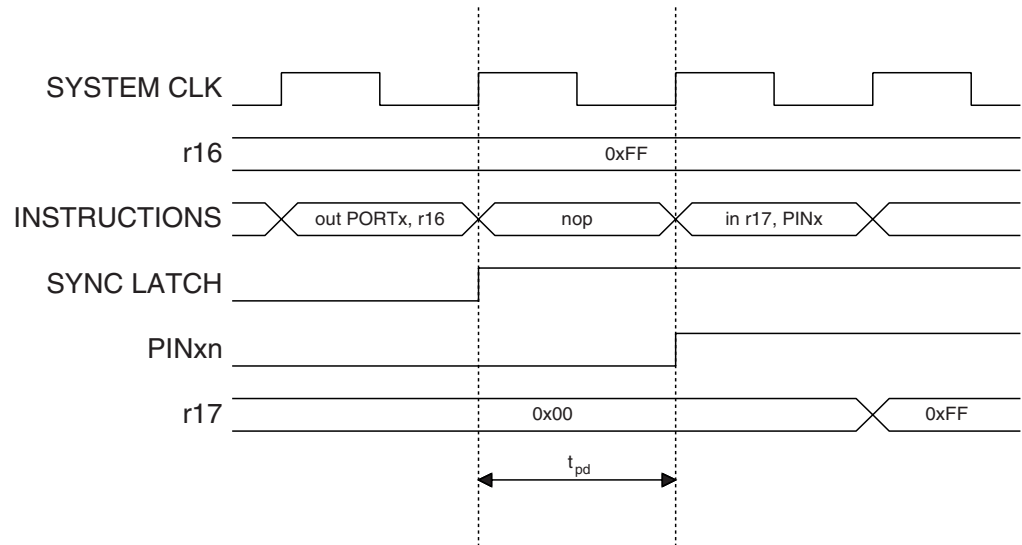 SYSTEM CLK
r16 0xFF
INSTRUCTIONS out PORTx, r16 nop in r17, PINx
SYNC LATCH
PINxn
r17 0x00 0xFF
tpd